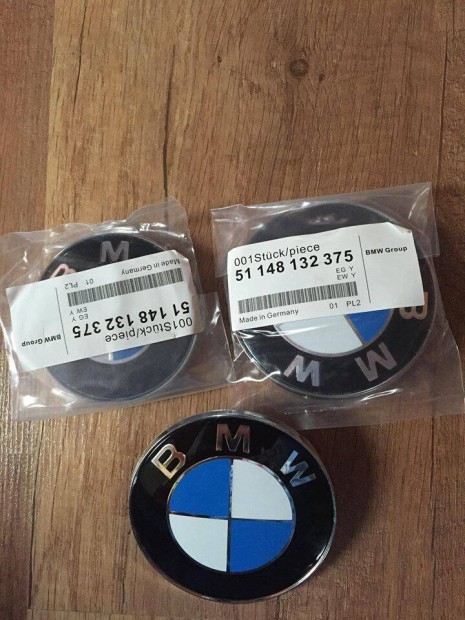 001Stück/piece
51 148 132 375
EG Y
EW Y
BMW Group
Made in Germany
01 PL2
M W
001Stück/piece
51 148 132 375
EG Y
EW Y
BMW Group
Made in Germany
01 PL2
B M
B M W